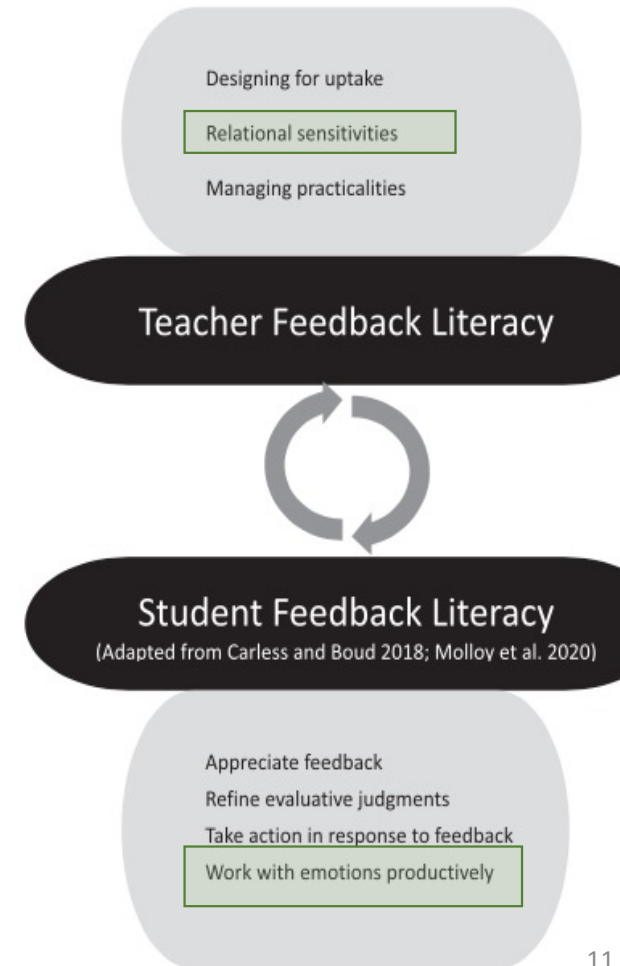 Designing for uptake
Relational sensitivities
Managing practicalities
Teacher Feedback Literacy
Student Feedback Literacy
(Adapted from Carless and Boud 2018; Molloy et al. 2020)
Appreciate feedback
Refine evaluative judgments
Take action in response to feedback
Work with emotions productively
11